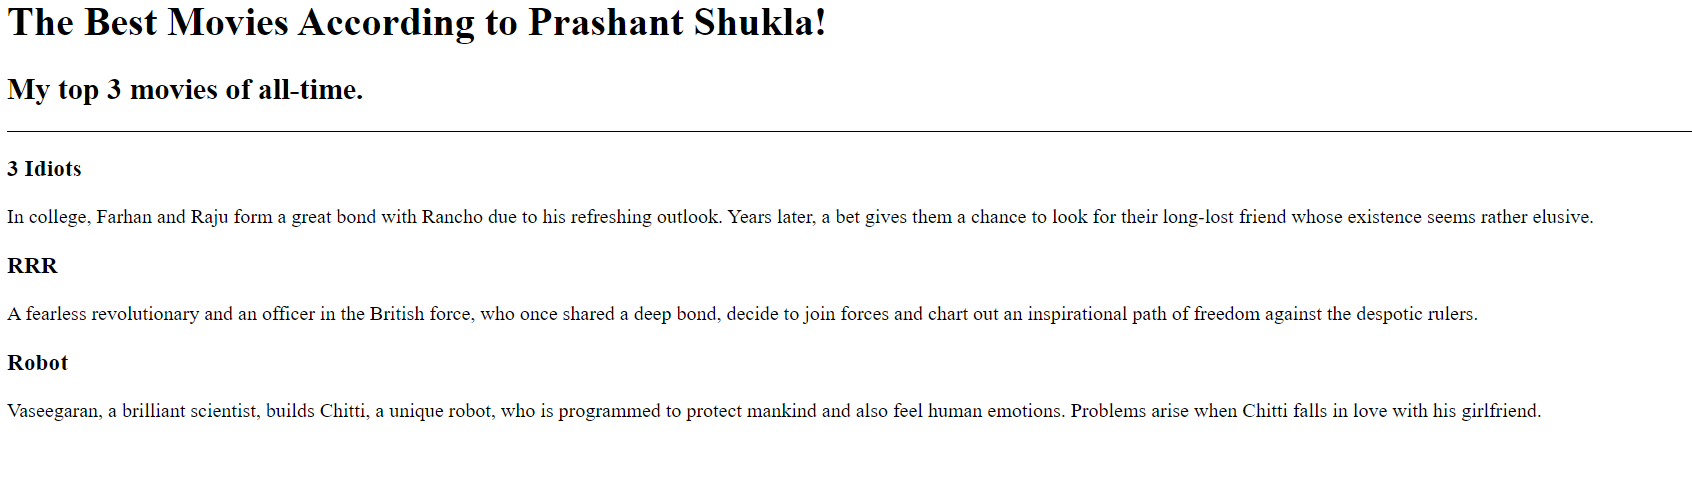 The Best Movies According to Prashant Shukla!
My top 3 movies of all-time.
3 Idiots
In college, Farhan and Raju form a great bond with Rancho due to his refreshing outlook. Years later, a bet gives them a chance to look for their long-lost friend whose existence seems rather elusive.
RRR
A fearless revolutionary and an officer in the British force, who once shared a deep bond, decide to join forces and chart out an inspirational path of freedom against the despotic rulers.
Robot
Vaseegaran, a brilliant scientist, builds Chitti, a unique robot, who is programmed to protect mankind and also feel human emotions. Problems arise when Chitti falls in love with his girlfriend.